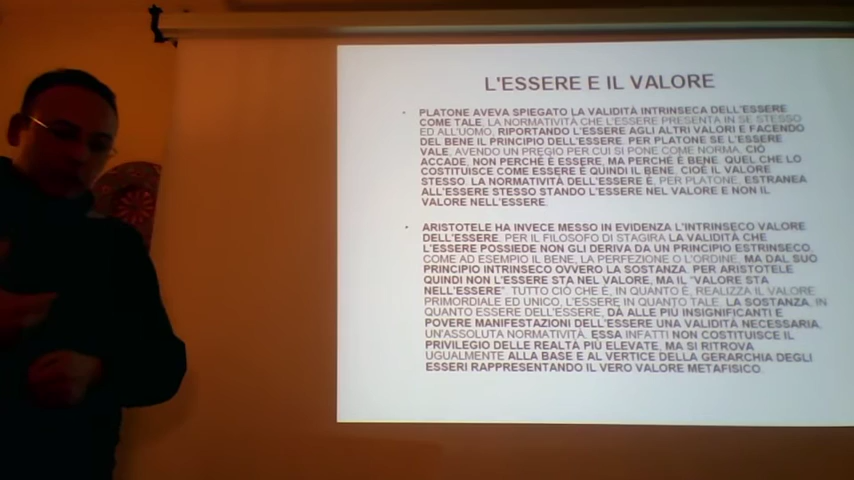 L'ESSERE E IL VALORE
• PLATONE AVEVA SPIEGATO LA VALIDITÀ INTRINSECA DELL'ESSERE
COME TALE, LA NORMATIVITÀ CHE L'ESSERE PRESENTA IN SE STESSO
ED ALL'UOMO, RIPORTANDO L'ESSERE AGLI ALTRI VALORI E FACENDO
DEL BENE IL PRINCIPIO DELL'ESSERE. PER PLATONE SE L'ESSERE
VALE, AVENDO UN PREGIO PER CUI SI PONE COME NORMA, CIÒ
ACCADE, NON PERCHÈ È ESSERE, MA PERCHÈ È BENE. QUEL CHE LO
COSTITUISCE COME ESSERE È QUINDI IL BENE, CIOÈ IL VALORE
STESSO. LA NORMATIVITÀ DELL'ESSERE È, PER PLATONE, ESTRANEA
ALL'ESSERE STESSO STANDO L'ESSERE NEL VALORE E NON IL
VALORE NELL'ESSERE.
• ARISTOTELE HA INVECE MESSO IN EVIDENZA L'INTRINSECO VALORE
DELL'ESSERE. PER IL FILOSOFO DI STAGIRA LA VALIDITÀ CHE
L'ESSERE POSSIEDE NON GLI DERIVA DA UN PRINCIPIO ESTRINSECO,
COME AD ESEMPIO IL BENE, LA PERFEZIONE O L'ORDINE, MA DAL SUO
PRINCIPIO INTRINSECO OVVERO LA SOSTANZA. PER ARISTOTELE
QUINDI NON L'ESSERE STA NEL VALORE, MA IL "VALORE STA
NELL'ESSERE". TUTTO CIÒ CHE È, IN QUANTO È, REALIZZA IL VALORE
PRIMORDIALE ED UNICO, L'ESSERE IN QUANTO TALE. LA SOSTANZA, IN
QUANTO ESSERE DELL'ESSERE, DÀ ALLE PIÙ INSIGNIFICANTI E
POVERE MANIFESTAZIONI DELL'ESSERE UNA VALIDITÀ NECESSARIA,
UN'ASSOLUTA NORMATIVITÀ. ESSA INFATTI NON COSTITUISCE IL
PRIVILEGIO DELLE REALTÀ PIÙ ELEVATE, MA SI RITROVA
UGUALMENTE ALLA BASE E AL VERTICE DELLA GERARCHIA DEGLI
ESSERI RAPPRESENTANDO IL VERO VALORE METAFISICO.